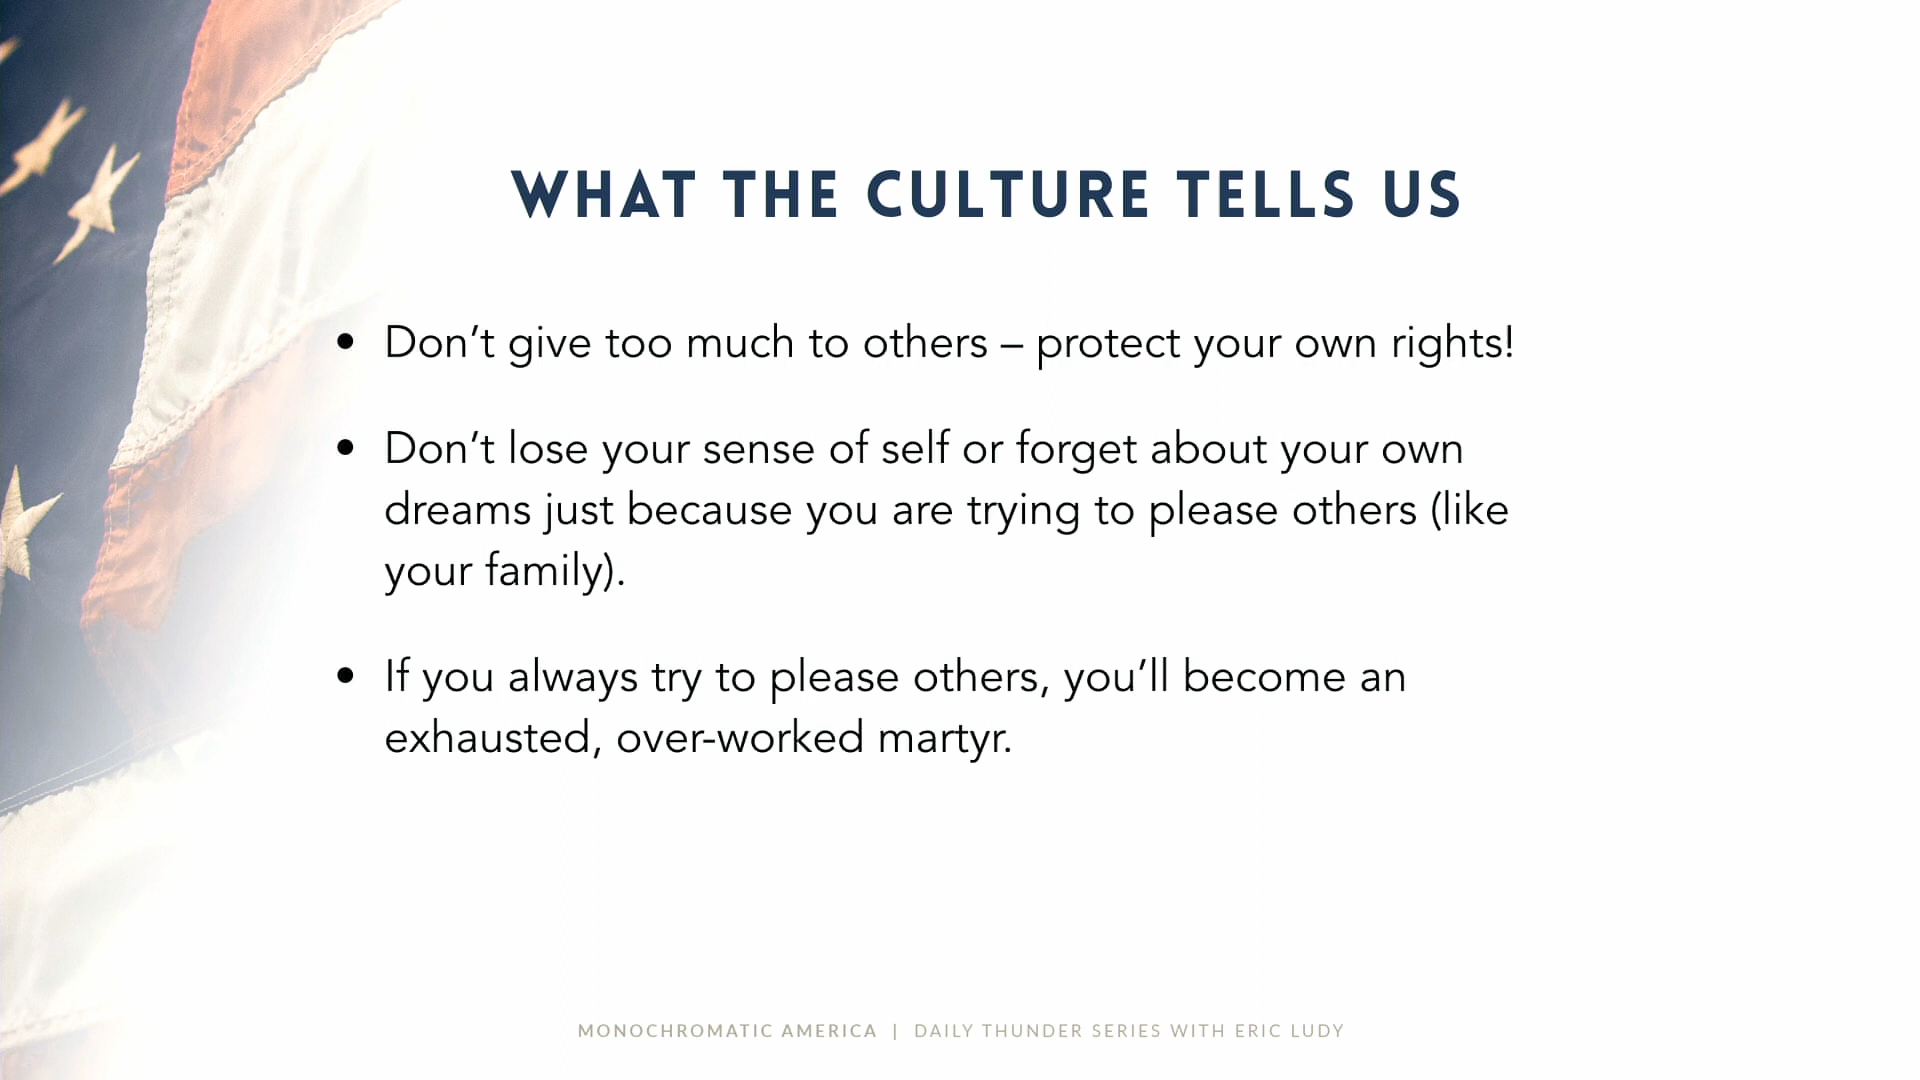 WHAT THE CULTURE TELLS US
• Don’t give too much to others – protect your own rights!
• Don’t lose your sense of self or forget about your own
dreams just because you are trying to please others (like
your family).
• If you always try to please others, you’ll become an
exhausted, over-worked martyr.
MONOCHROMATIC AMERICA | DAILY THUNDER SERIES WITH ERIC LUDY